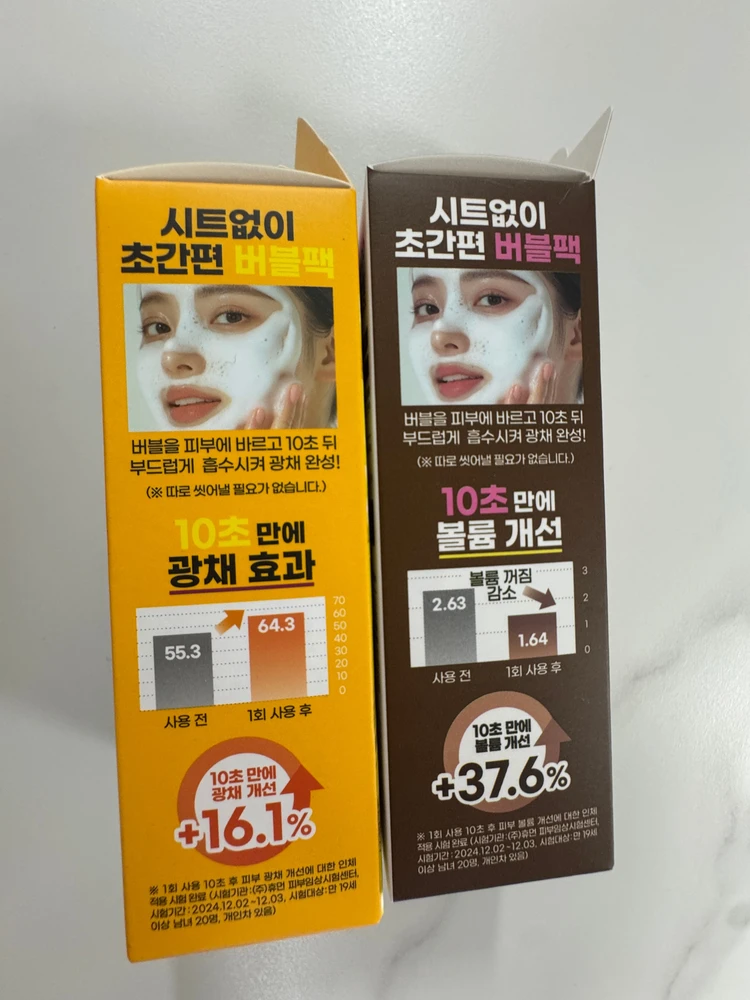 시트없이
초간편 버블팩
버블을 피부에 바르고 10초 뒤
부드럽게 흡수시켜 광채 완성!
(※ 따로 씻어낼 필요가 없습니다.)
10초 만에
광채 효과
70
60
50
40
30
20
10
0
55.3
64.3
사용 전
1회 사용 후
10초 만에
광채 개선
+16.1%
※ 1회 사용 10초 후 피부 광채 개선에 대한 인체
적용 시험 완료 (시험기관:(주)휴먼 피부임상시험센터,
시험기간 : 2024.12.02~12.03, 시험대상: 만 19세
이상 남녀 20명, 개인차 있음)
시트없이
초간편 버블팩
버블을 피부에 바르고 10초 뒤
부드럽게 흡수시켜 광채 완성!
(※ 따로 씻어낼 필요가 없습니다.)
10초 만에
볼륨 개선
볼륨 꺼짐
감소
3
2
1
0
2.63
1.64
사용 전
1회 사용 후
10초 만에
볼륨 개선
+37.6%
※ 1회 사용 10초 후 피부 볼륨 개선에 대한 인체
적용 시험 완료 (시험기관:(주)휴먼 피부임상시험센터,
시험기간 : 2024.12.02~12.03, 시험대상: 만 19세
이상 남녀 20명, 개인차 있음)